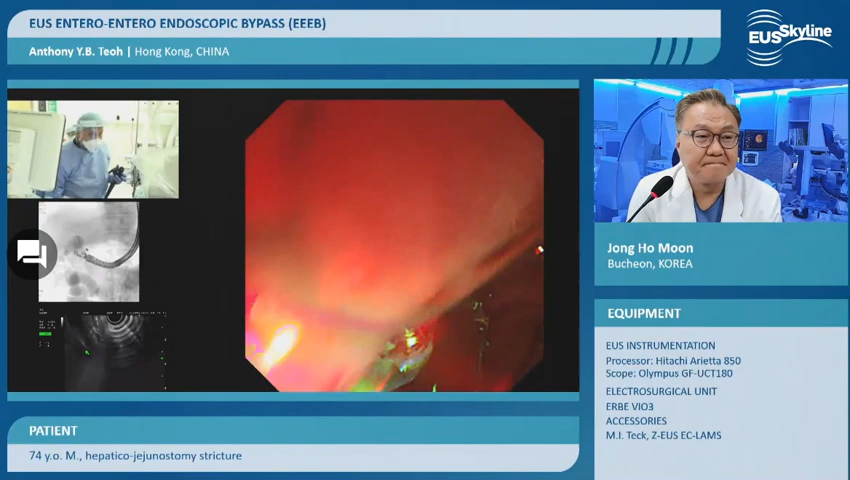 EUS ENTERO-ENTERO ENDOSCOPIC BYPASS (EEEB)
Anthony Y.B. Teoh | Hong Kong, CHINA
EUSSkyline
Jong Ho Moon
Bucheon, KOREA
EQUIPMENT
EUS INSTRUMENTATION
Processor: Hitachi Arietta 850
Scope: Olympus GF-UCT180
ELECTROSURGICAL UNIT
ERBE VIO3
ACCESSORIES
M.I. Teck, Z-EUS EC-LAMS
PATIENT
74 y.o. M., hepatico-jejunostomy stricture